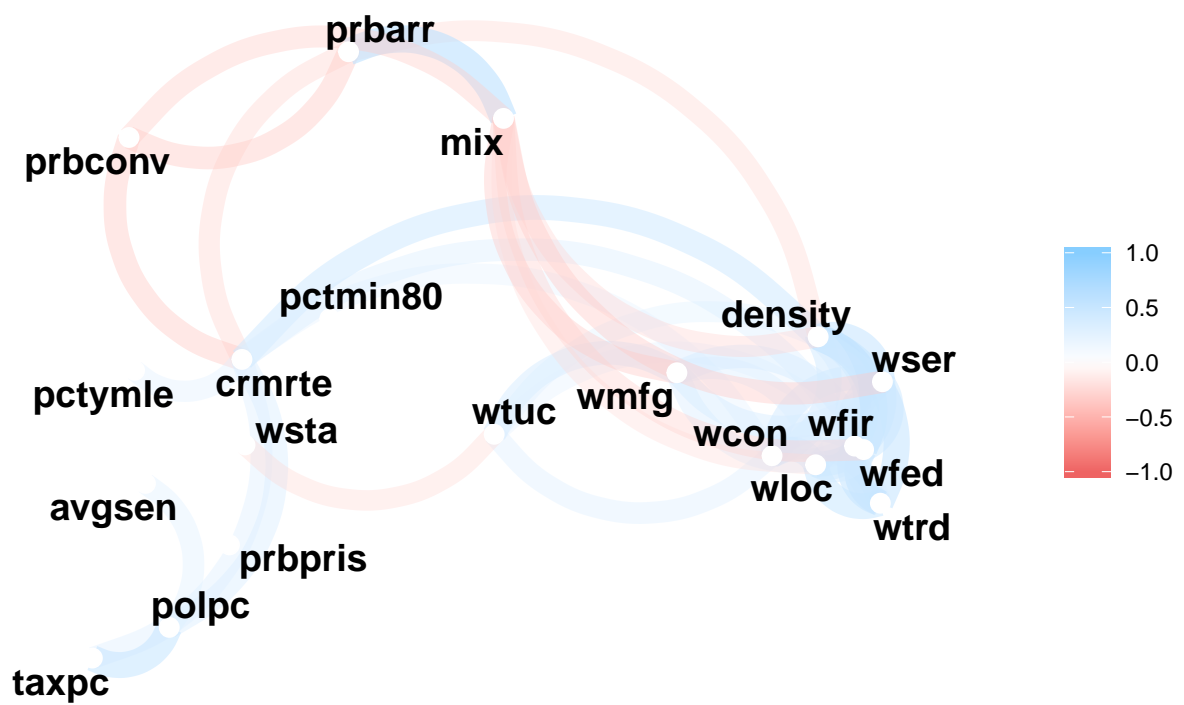 prbarr
mix
prbconv
pctmin80
density
wser
pctymle
crmrte
wmfg
wtuc
wsta
wcon
wfir
wfed
wloc
avgsen
wtrd
prbpris
polpc
taxpc
1.0
0.5
0.0
−0.5
−1.0